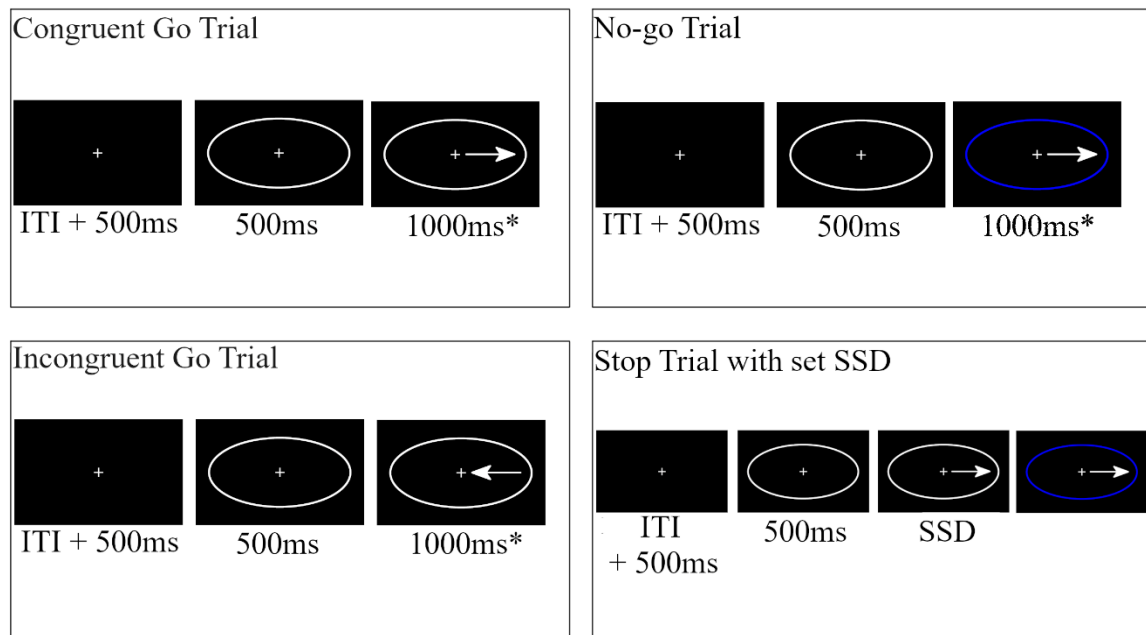 Congruent Go Trial
ITI + 500ms 500ms 1000ms*
No-go Trial
ITI + 500ms 500ms 1000ms*
Incongruent Go Trial
ITI + 500ms 500ms 1000ms*
Stop Trial with set SSD
ITI 500ms SSD
+ 500ms